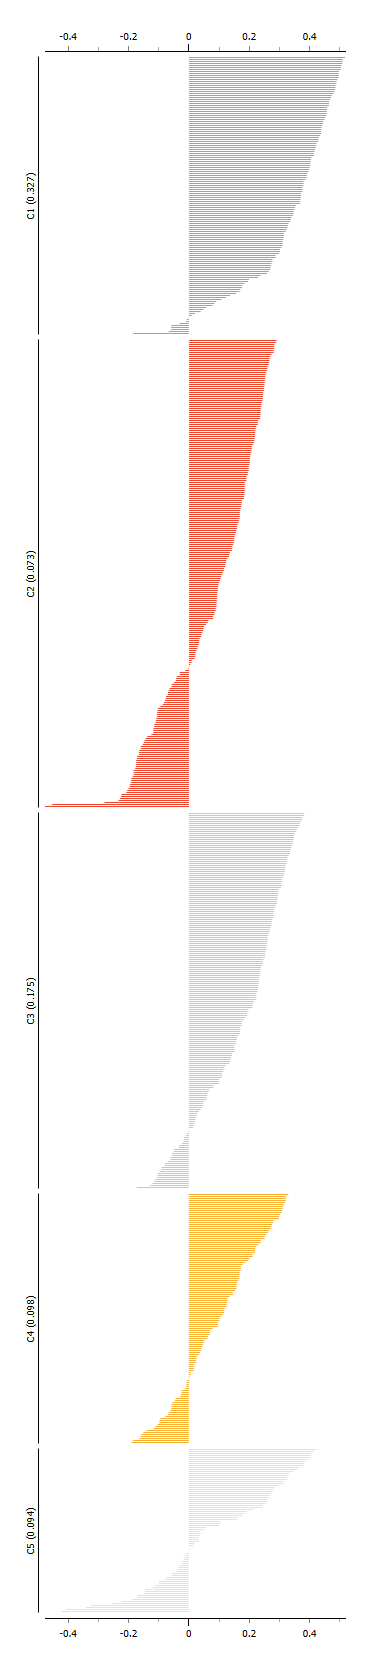 -0.4 -0.2 0 0.2 0.4
C1 (0.327)
C2 (0.073)
C3 (0.175)
C4 (0.098)
C5 (0.094)
-0.4 -0.2 0 0.2 0.4